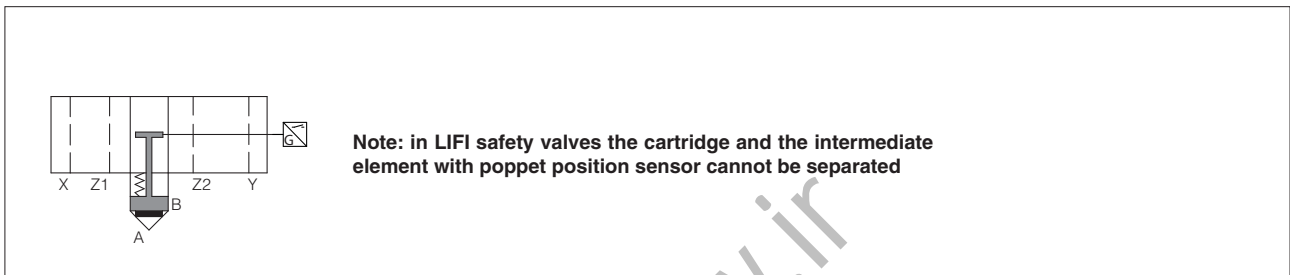 G
Note: in LIFI safety valves the cartridge and the intermediate
element with poppet position sensor cannot be separated
X Z1 Z2 Y
B
A